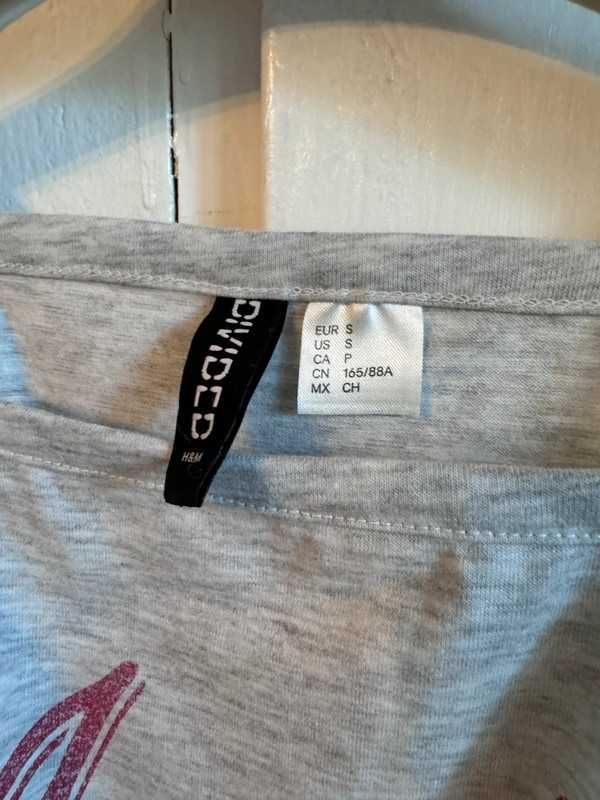 DIVIDED
H&M
EUR S
US S
CA P
CN 165/88A
MX CH